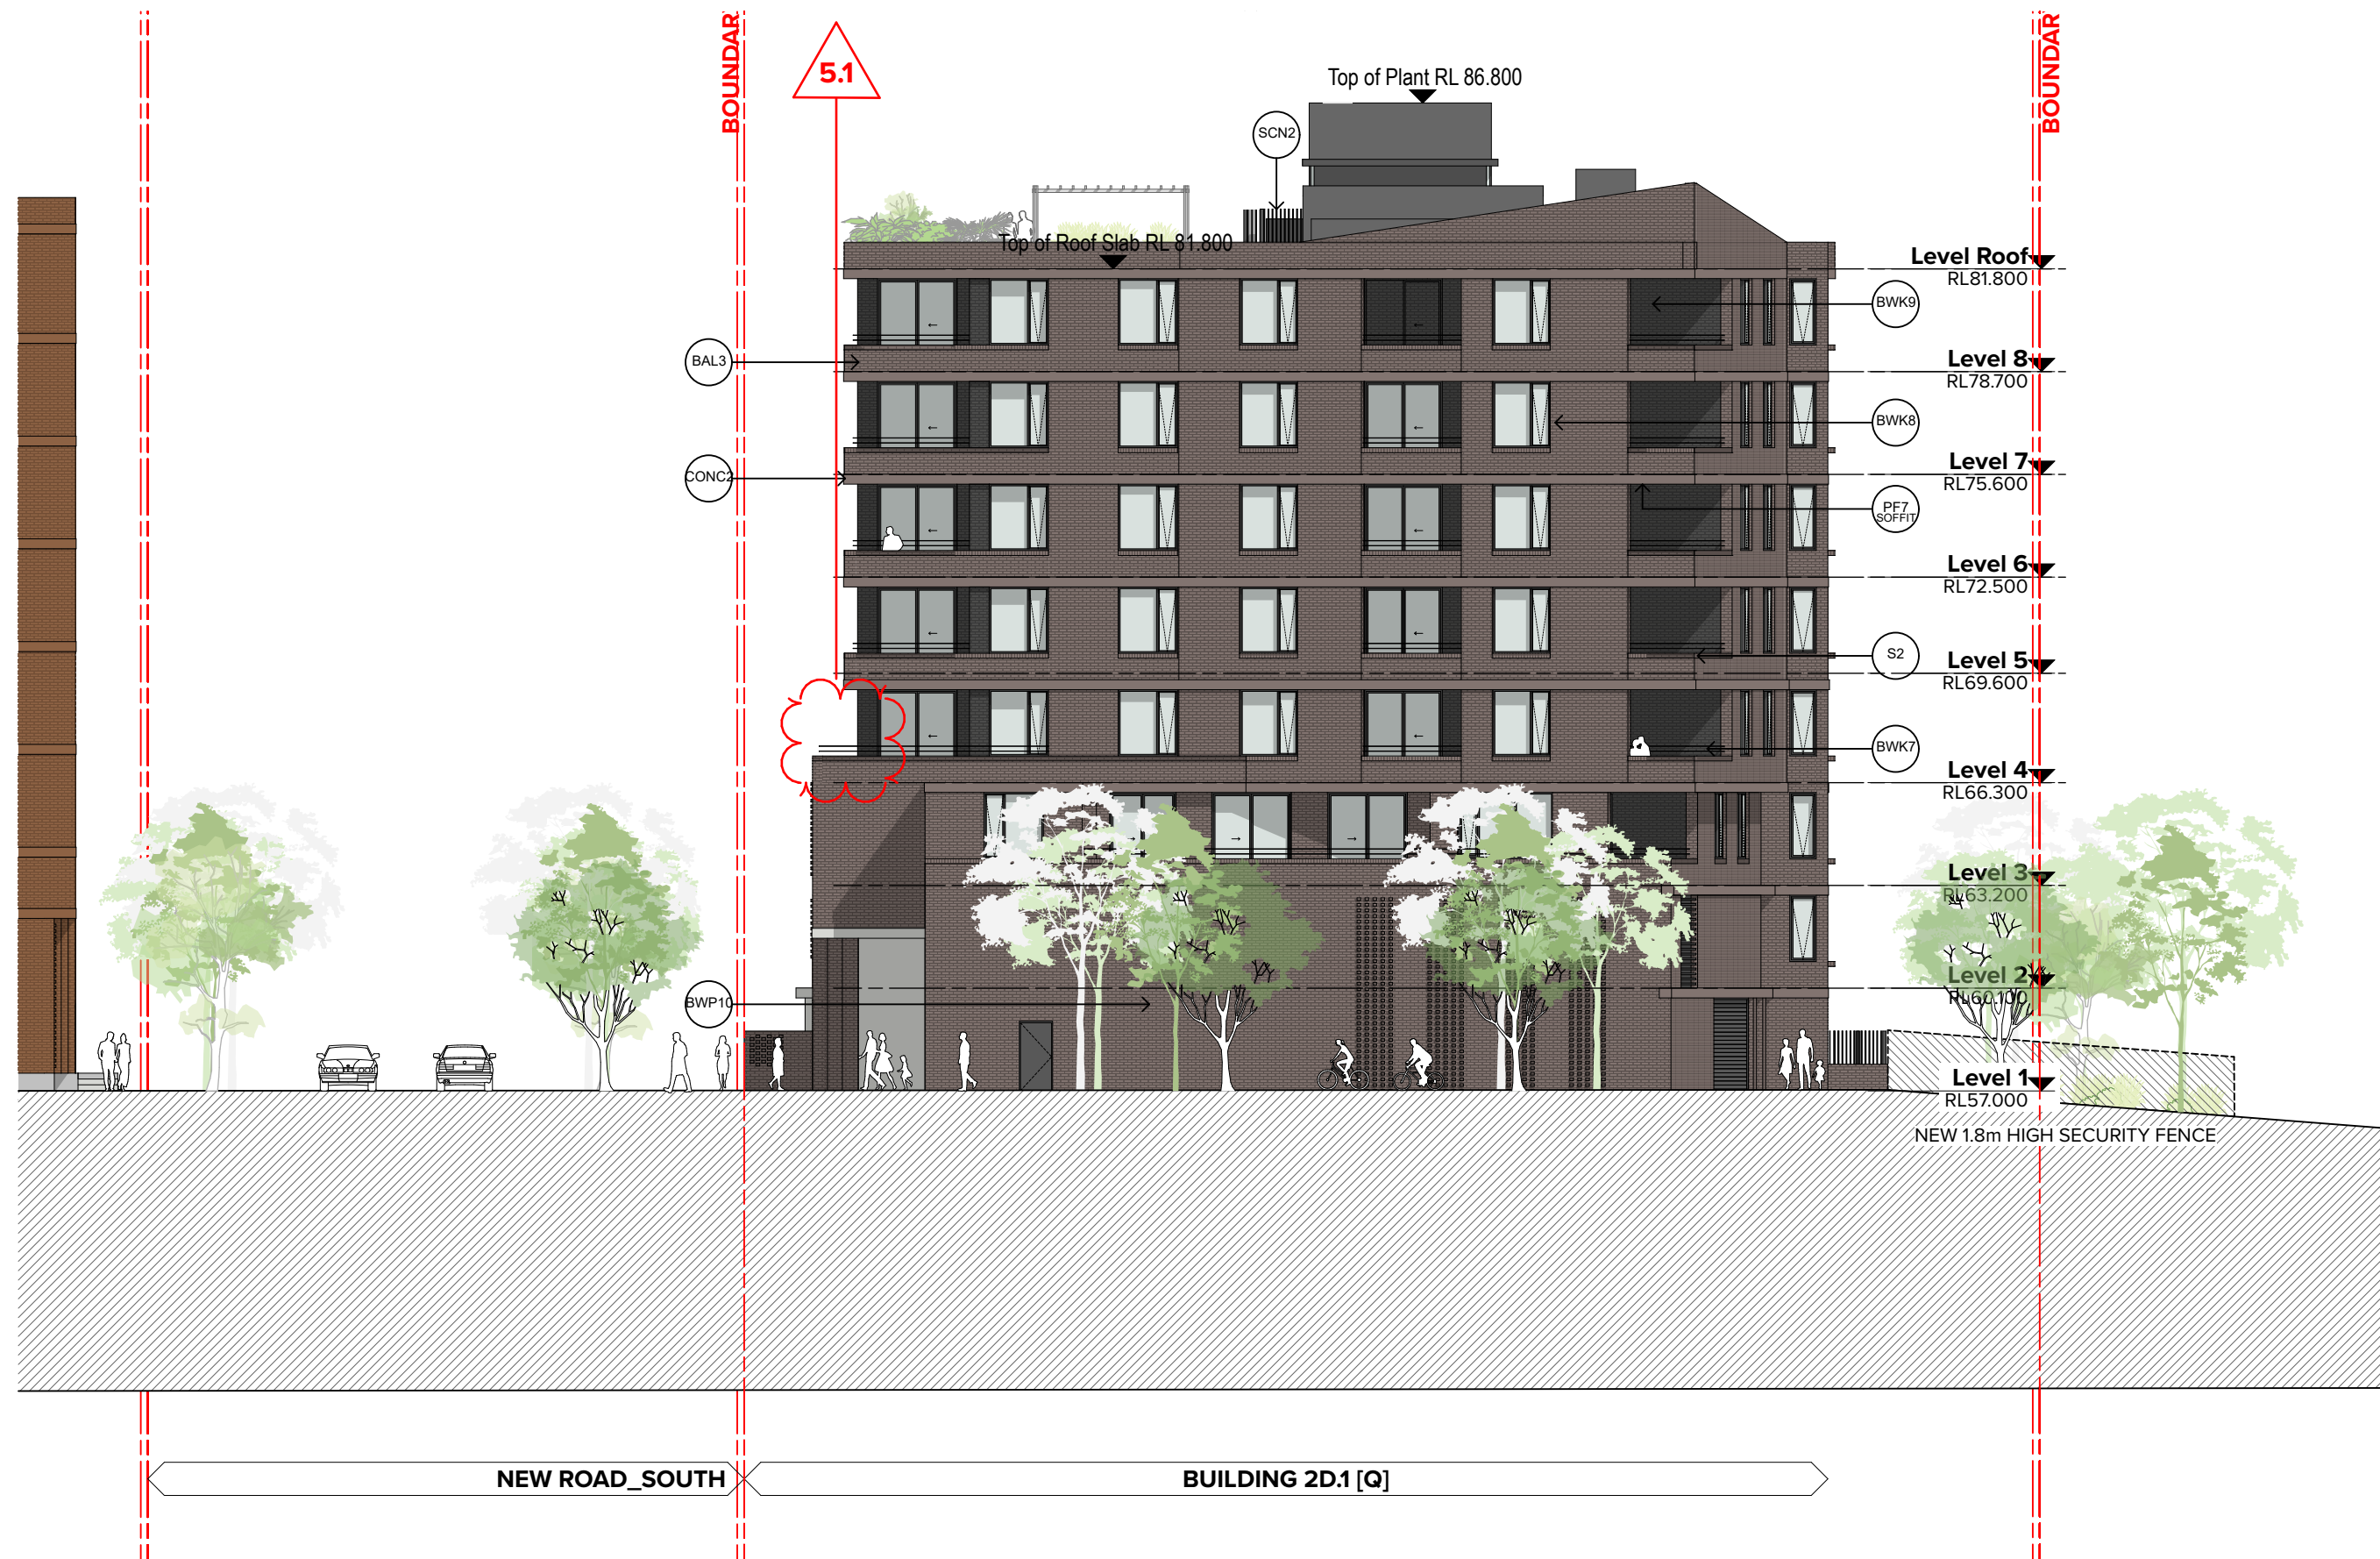 BOUNDAR
5.1
Top of Plant RL 86.800
BOUNDAR
SCN2
Top of Roof Slab RL 81.800
Level Roof
RL81.800
BWK9
BAL3
Level 8
RL78.700
BWK8
CONC2
Level 7
RL75.600
PF7
SOFFIT
Level 6
RL72.500
S2
Level 5
RL69.600
BWK7
Level 4
RL66.300
Level 3
RL63.200
Level 2
RL60.100
BWP10
Level 1
RL57.000
NEW 1.8m HIGH SECURITY FENCE
NEW ROAD_SOUTH
BUILDING 2D.1 [Q]